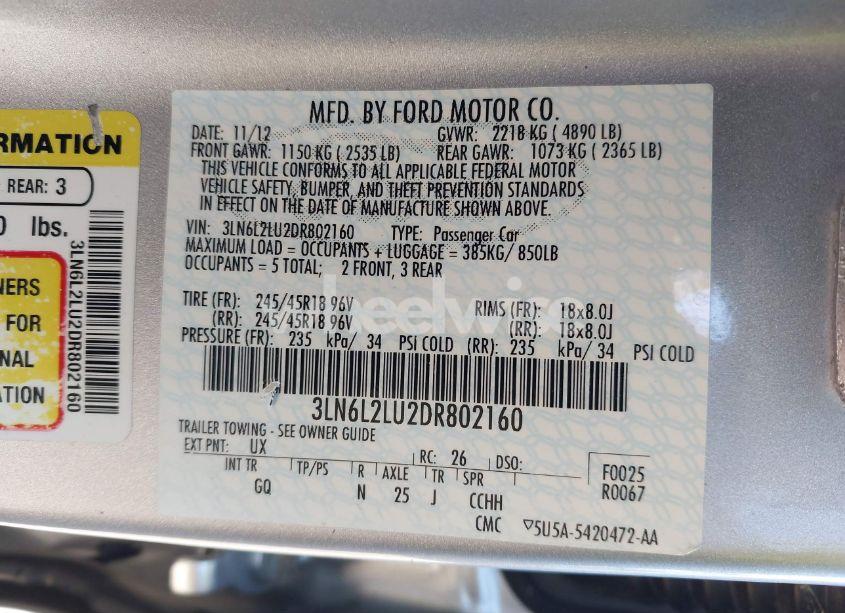 RMATION
REAR: 3
0 lbs.
NERS
FOR
NAL
ATION
3LN6L2LU2DR802160
MFD. BY FORD MOTOR CO.
DATE: 11/12 GVWR: 2218 KG ( 4890 LB)
FRONT GAWR: 1150 KG ( 2535 LB) REAR GAWR: 1073 KG ( 2365 LB)
THIS VEHICLE CONFORMS TO ALL APPLICABLE FEDERAL MOTOR
VEHICLE SAFETY, BUMPER, AND THEFT PREVENTION STANDARDS
IN EFFECT ON THE DATE OF MANUFACTURE SHOWN ABOVE.
VIN: 3LN6L2LU2DR802160 TYPE: Passenger Car
MAXIMUM LOAD = OCCUPANTS + LUGGAGE = 385KG/ 850LB
OCCUPANTS = 5 TOTAL; 2 FRONT, 3 REAR
TIRE (FR): 245/45R18 96V RIMS (FR): 18x8.0J
(RR): 245/45R18 96V (RR): 18x8.0J
PRESSURE (FR): 235 kPa/ 34 PSI COLD (RR): 235 kPa/ 34 PSI COLD
3LN6L2LU2DR802160
TRAILER TOWING - SEE OWNER GUIDE
EXT PNT: UX RC: 26 DSO:
INT TR TP/PS R AXLE TR SPR
GQ N 25 J CCHH
CMC
F0025
R0067
▽5U5A-5420472-AA